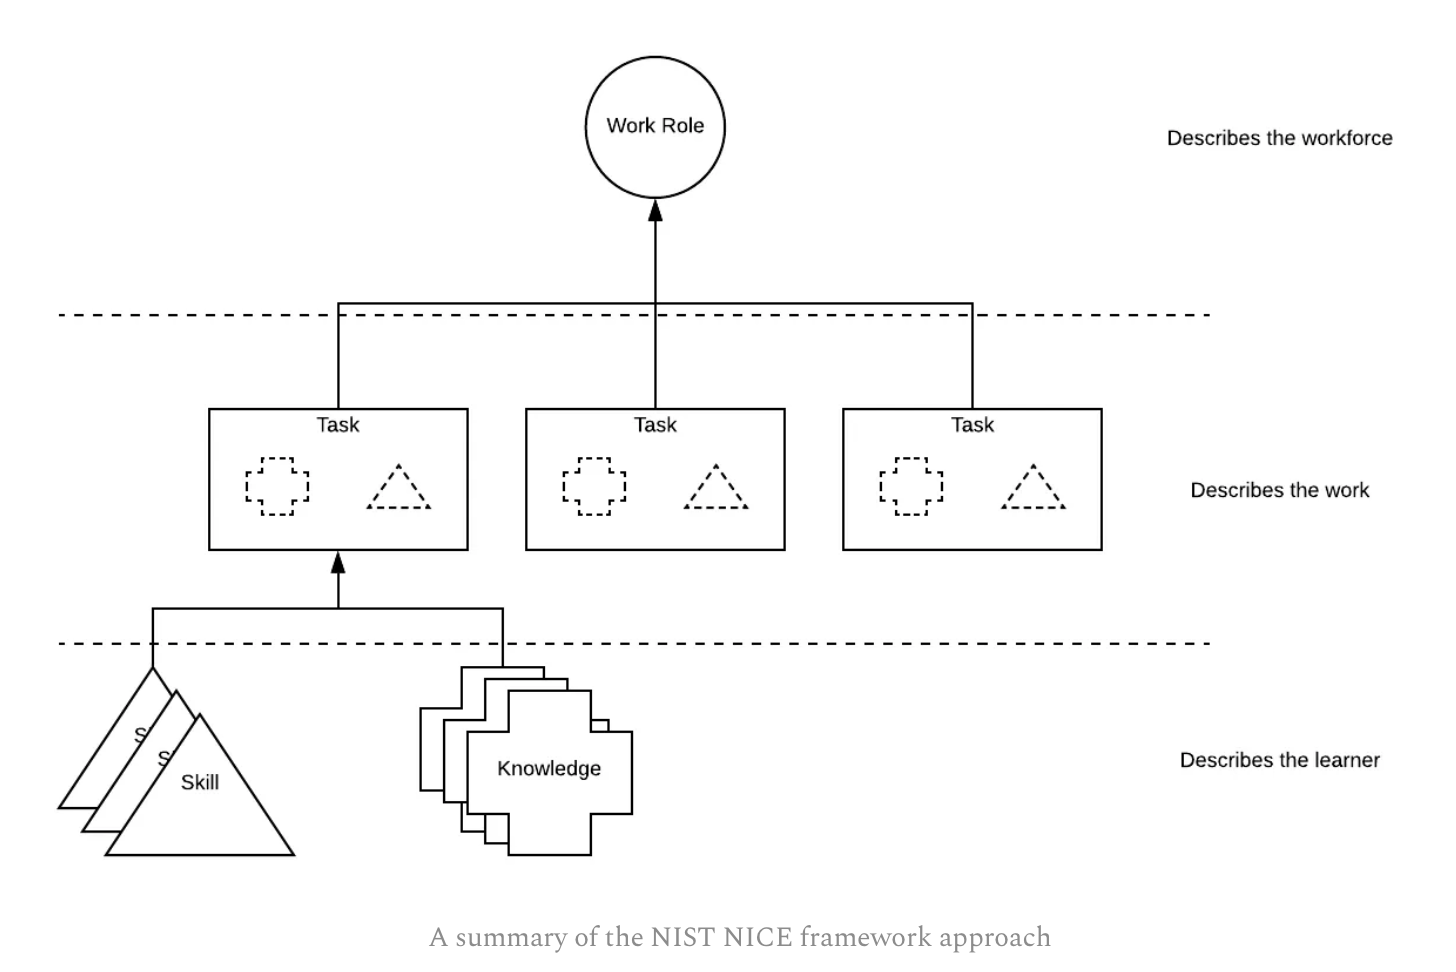 Work Role
Describes the workforce
Task
Task
Task
Describes the work
Skill
Knowledge
Describes the learner
A summary of the NIST NICE framework approach